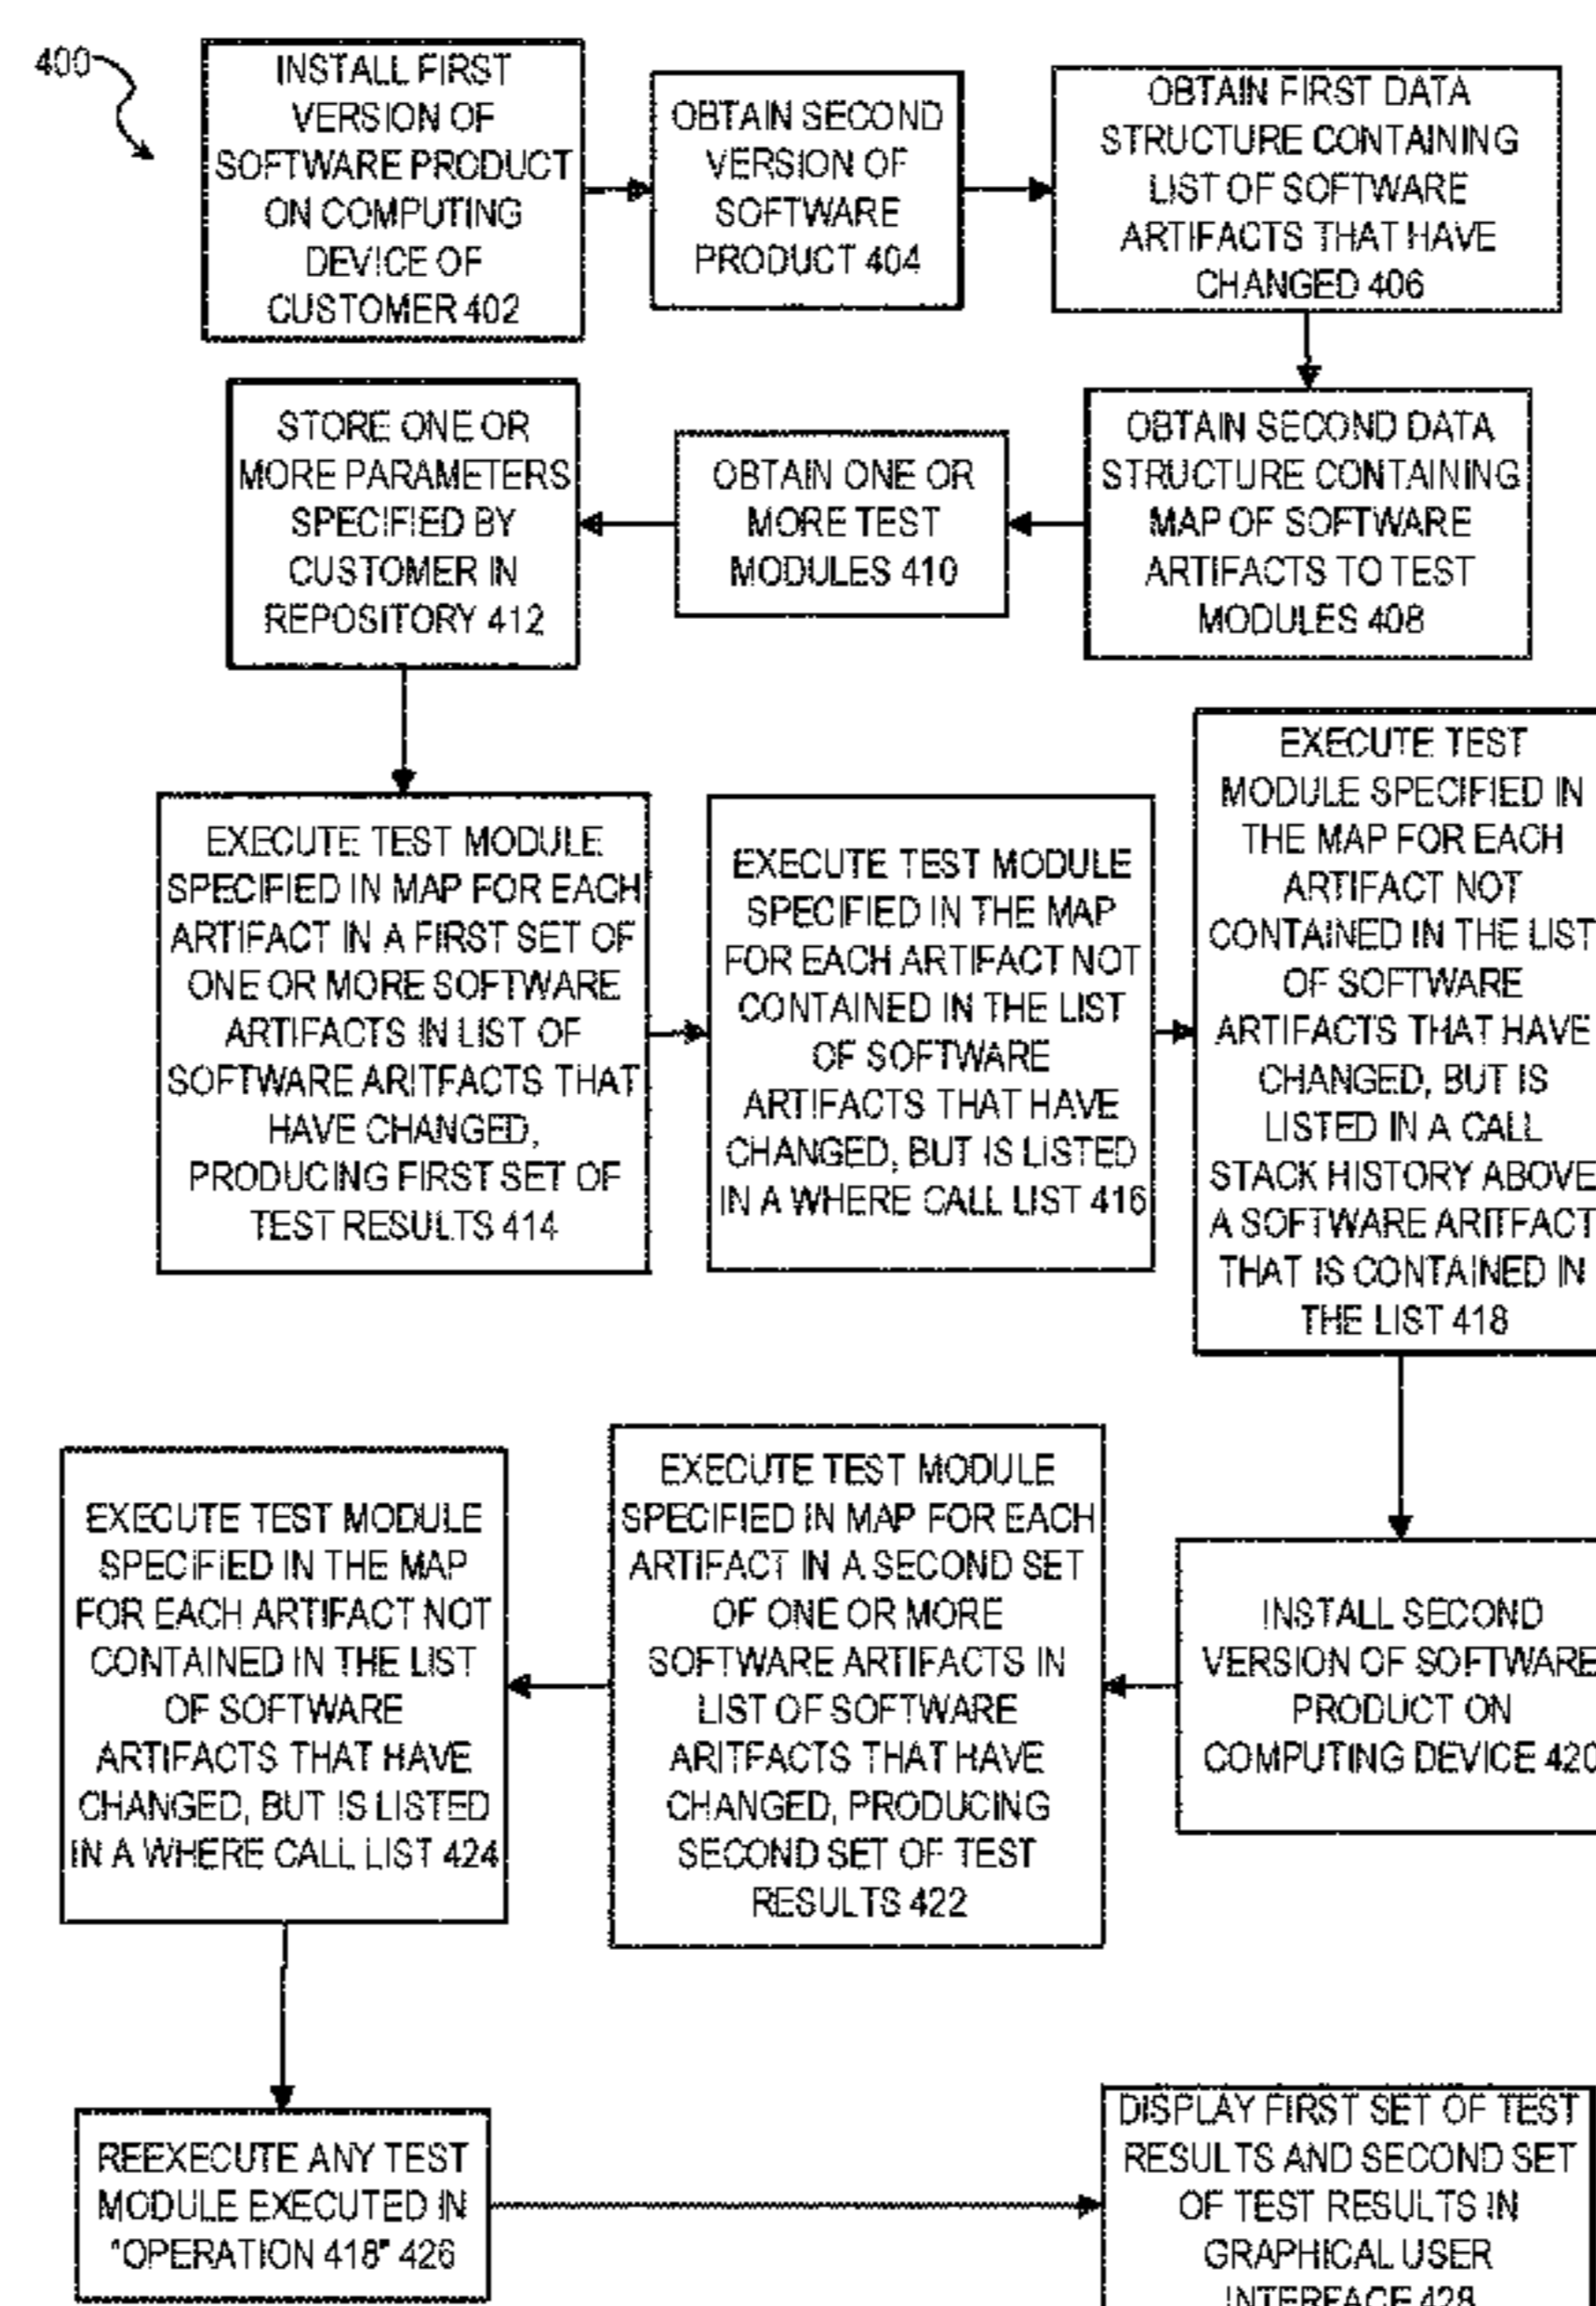 400
INSTALL FIRST
VERSION OF
SOFTWARE PRODUCT
ON COMPUTING
DEVICE OF
CUSTOMER 402
OBTAIN SECOND
VERSION OF
SOFTWARE
PRODUCT 404
OBTAIN FIRST DATA
STRUCTURE CONTAINING
LIST OF SOFTWARE
ARTIFACTS THAT HAVE
CHANGED 406
OBTAIN SECOND DATA
STRUCTURE CONTAINING
MAP OF SOFTWARE
ARTIFACTS TO TEST
MODULES 408
OBTAIN ONE OR
MORE TEST
MODULES 410
STORE ONE OR
MORE PARAMETERS
SPECIFIED BY
CUSTOMER IN
REPOSITORY 412
EXECUTE TEST MODULE
SPECIFIED IN MAP FOR EACH
ARTIFACT IN A FIRST SET OF
ONE OR MORE SOFTWARE
ARTIFACTS IN LIST OF
SOFTWARE ARITFACTS THAT
HAVE CHANGED,
PRODUCING FIRST SET OF
TEST RESULTS 414
EXECUTE TEST MODULE
SPECIFIED IN THE MAP
FOR EACH ARTIFACT NOT
CONTAINED IN THE LIST
OF SOFTWARE
ARTIFACTS THAT HAVE
CHANGED, BUT IS LISTED
IN A WHERE CALL LIST 416
EXECUTE TEST
MODULE SPECIFIED IN
THE MAP FOR EACH
ARTIFACT NOT
CONTAINED IN THE LIST
OF SOFTWARE
ARTIFACTS THAT HAVE
CHANGED, BUT IS
LISTED IN A CALL
STACK HISTORY ABOVE
A SOFTWARE ARITFACT
THAT IS CONTAINED IN
THE LIST 418
INSTALL SECOND
VERSION OF SOFTWARE
PRODUCT ON
COMPUTING DEVICE 420
EXECUTE TEST MODULE
SPECIFIED IN MAP FOR EACH
ARTIFACT IN A SECOND SET
OF ONE OR MORE
SOFTWARE ARTIFACTS IN
LIST OF SOFTWARE
ARITFACTS THAT HAVE
CHANGED, PRODUCING
SECOND SET OF TEST
RESULTS 422
EXECUTE TEST MODULE
SPECIFIED IN THE MAP
FOR EACH ARTIFACT NOT
CONTAINED IN THE LIST
OF SOFTWARE
ARTIFACTS THAT HAVE
CHANGED, BUT IS LISTED
IN A WHERE CALL LIST 424
REEXECUTE ANY TEST
MODULE EXECUTED IN
"OPERATION 418" 426
DISPLAY FIRST SET OF TEST
RESULTS AND SECOND SET
OF TEST RESULTS IN
GRAPHICAL USER
INTERFACE 428